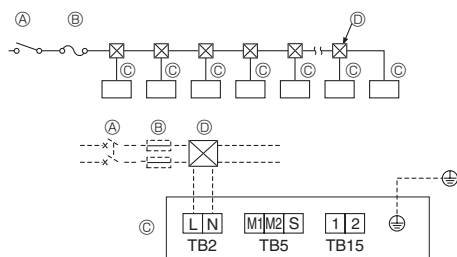 Ⓐ Ⓑ Ⓓ
Ⓒ Ⓒ Ⓒ Ⓒ Ⓒ Ⓒ Ⓒ
Ⓐ Ⓑ Ⓓ
Ⓒ L N M1 M2 S 1 2
TB2 TB5 TB15